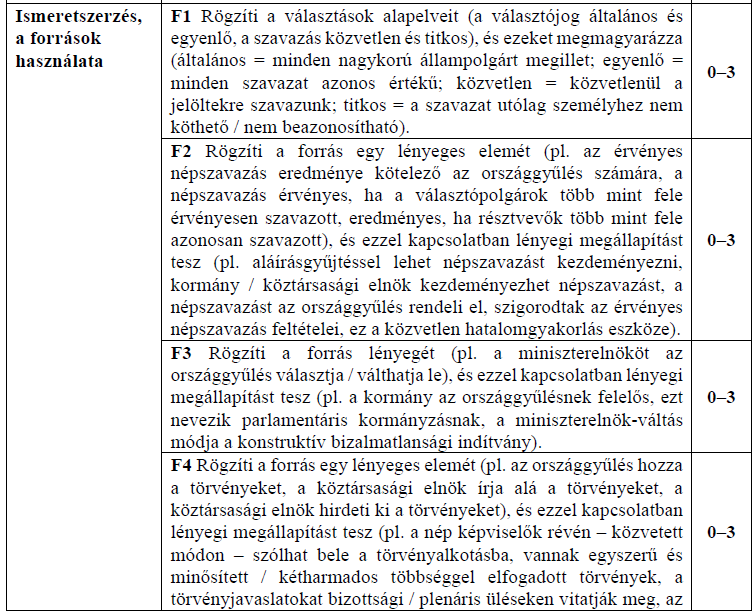 Ismeretszerzés,
a források
használata
F1 Rögzíti a választások alapelveit (a választójog általános és
egyenlő, a szavazás közvetlen és titkos), és ezeket megmagyarázza
(általános = minden nagykorú állampolgárt megillet; egyenlő =
minden szavazat azonos értékű; közvetlen = közvetlenül a
jelöltekre szavazunk; titkos = a szavazat utólag személyhez nem
köthető / nem beazonosítható).
0–3
F2 Rögzíti a forrás egy lényeges elemét (pl. az érvényes
népszavazás eredménye kötelező az országgyűlés számára, a
népszavazás érvényes, ha a választópolgárok több mint fele
érvényesen szavazott, eredményes, ha résztvevők több mint fele
azonosan szavazott), és ezzel kapcsolatban lényegi megállapítást
tesz (pl. aláírásgyűjtéssel lehet népszavazást kezdeményezni,
kormány / köztársasági elnök kezdeményezhet népszavazást, a
népszavazást az országgyűlés rendeli el, szigorodtak az érvényes
népszavazás feltételei, ez a közvetlen hatalomgyakorlás eszköze).
0–3
F3 Rögzíti a forrás lényegét (pl. a miniszterelnököt az
országgyűlés választja / válthatja le), és ezzel kapcsolatban lényegi
megállapítást tesz (pl. a kormány az országgyűlésnek felelős, ezt
nevezik parlamentáris kormányzásnak, a miniszterelnök-váltás
módja a konstruktív bizalmatlansági indítvány).
0–3
F4 Rögzíti a forrás egy lényeges elemét (pl. az országgyűlés hozza
a törvényeket, a köztársasági elnök írja alá a törvényeket, a
köztársasági elnök hirdeti ki a törvényeket), és ezzel kapcsolatban
lényegi megállapítást tesz (pl. a nép képviselők révén – közvetett
módon – szólhat bele a törvényalkotásba, vannak egyszerű és
minősített / kétharmados többséggel elfogadott törvények, a
törvényjavaslatokat bizottsági / plenáris üléseken vitatják meg, az
0–3